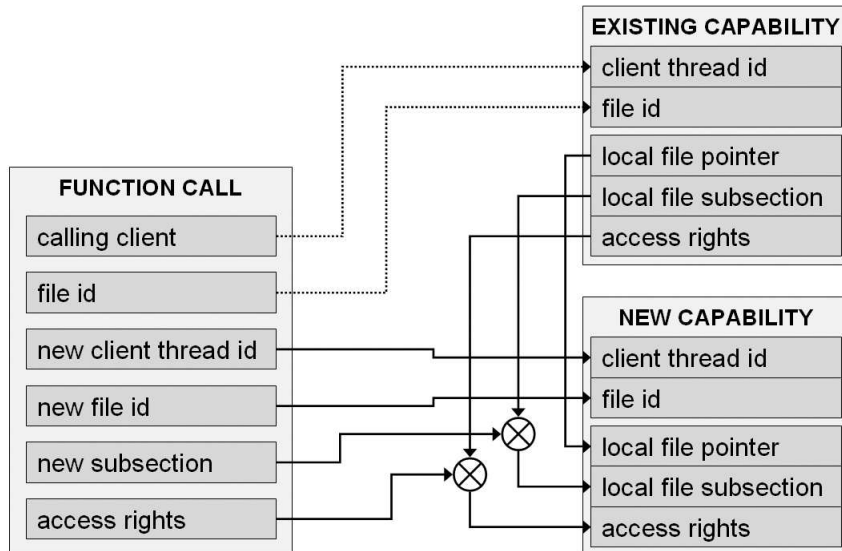 EXISTING CAPABILITY
client thread id
file id
local file pointer
local file subsection
access rights
FUNCTION CALL
calling client
file id
new client thread id
new file id
new subsection
access rights
NEW CAPABILITY
client thread id
file id
local file pointer
local file subsection
access rights